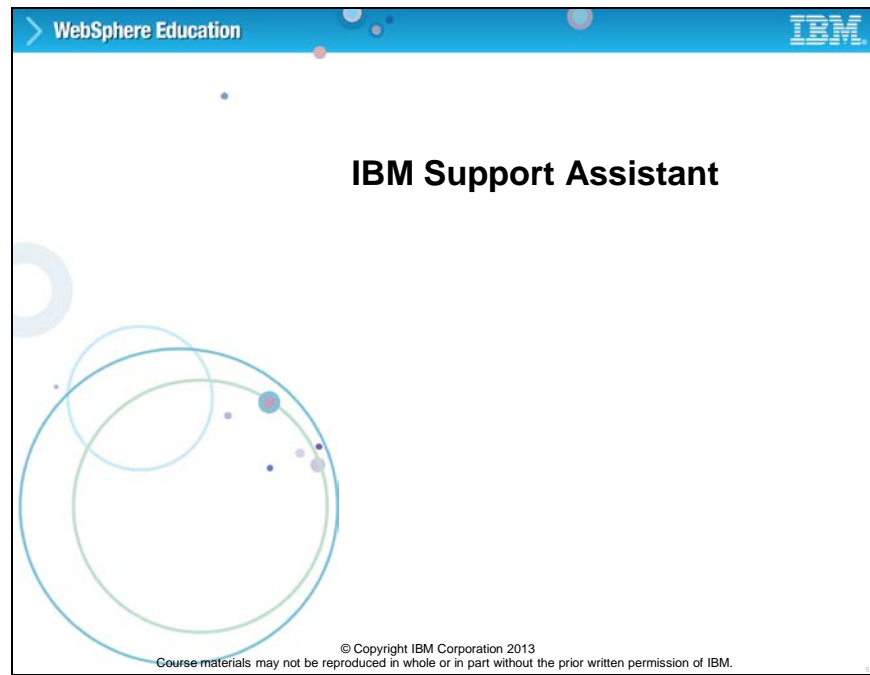 WebSphere Education
IBM
IBM Support Assistant
© Copyright IBM Corporation 2013
Course materials may not be reproduced in whole or in part without the prior written permission of IBM.